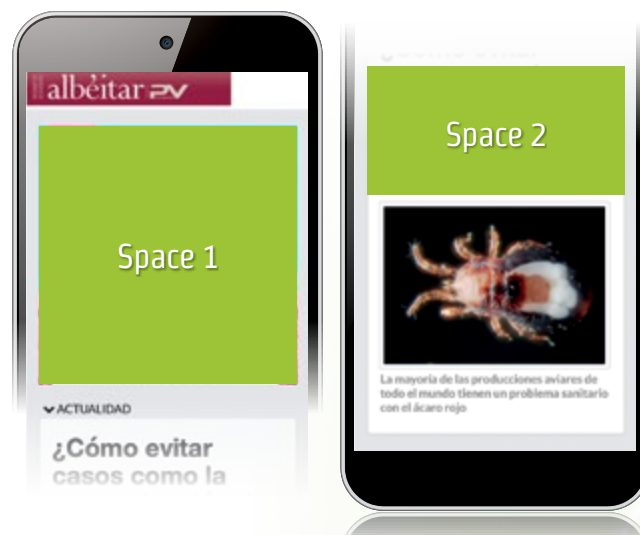 albéitar PV
Space 1
ACTUALIDAD
¿Cómo evitar
casos como la
Space 2
La mayoría de las producciones aviares de
todo el mundo tienen un problema sanitario
con el ácaro rojo